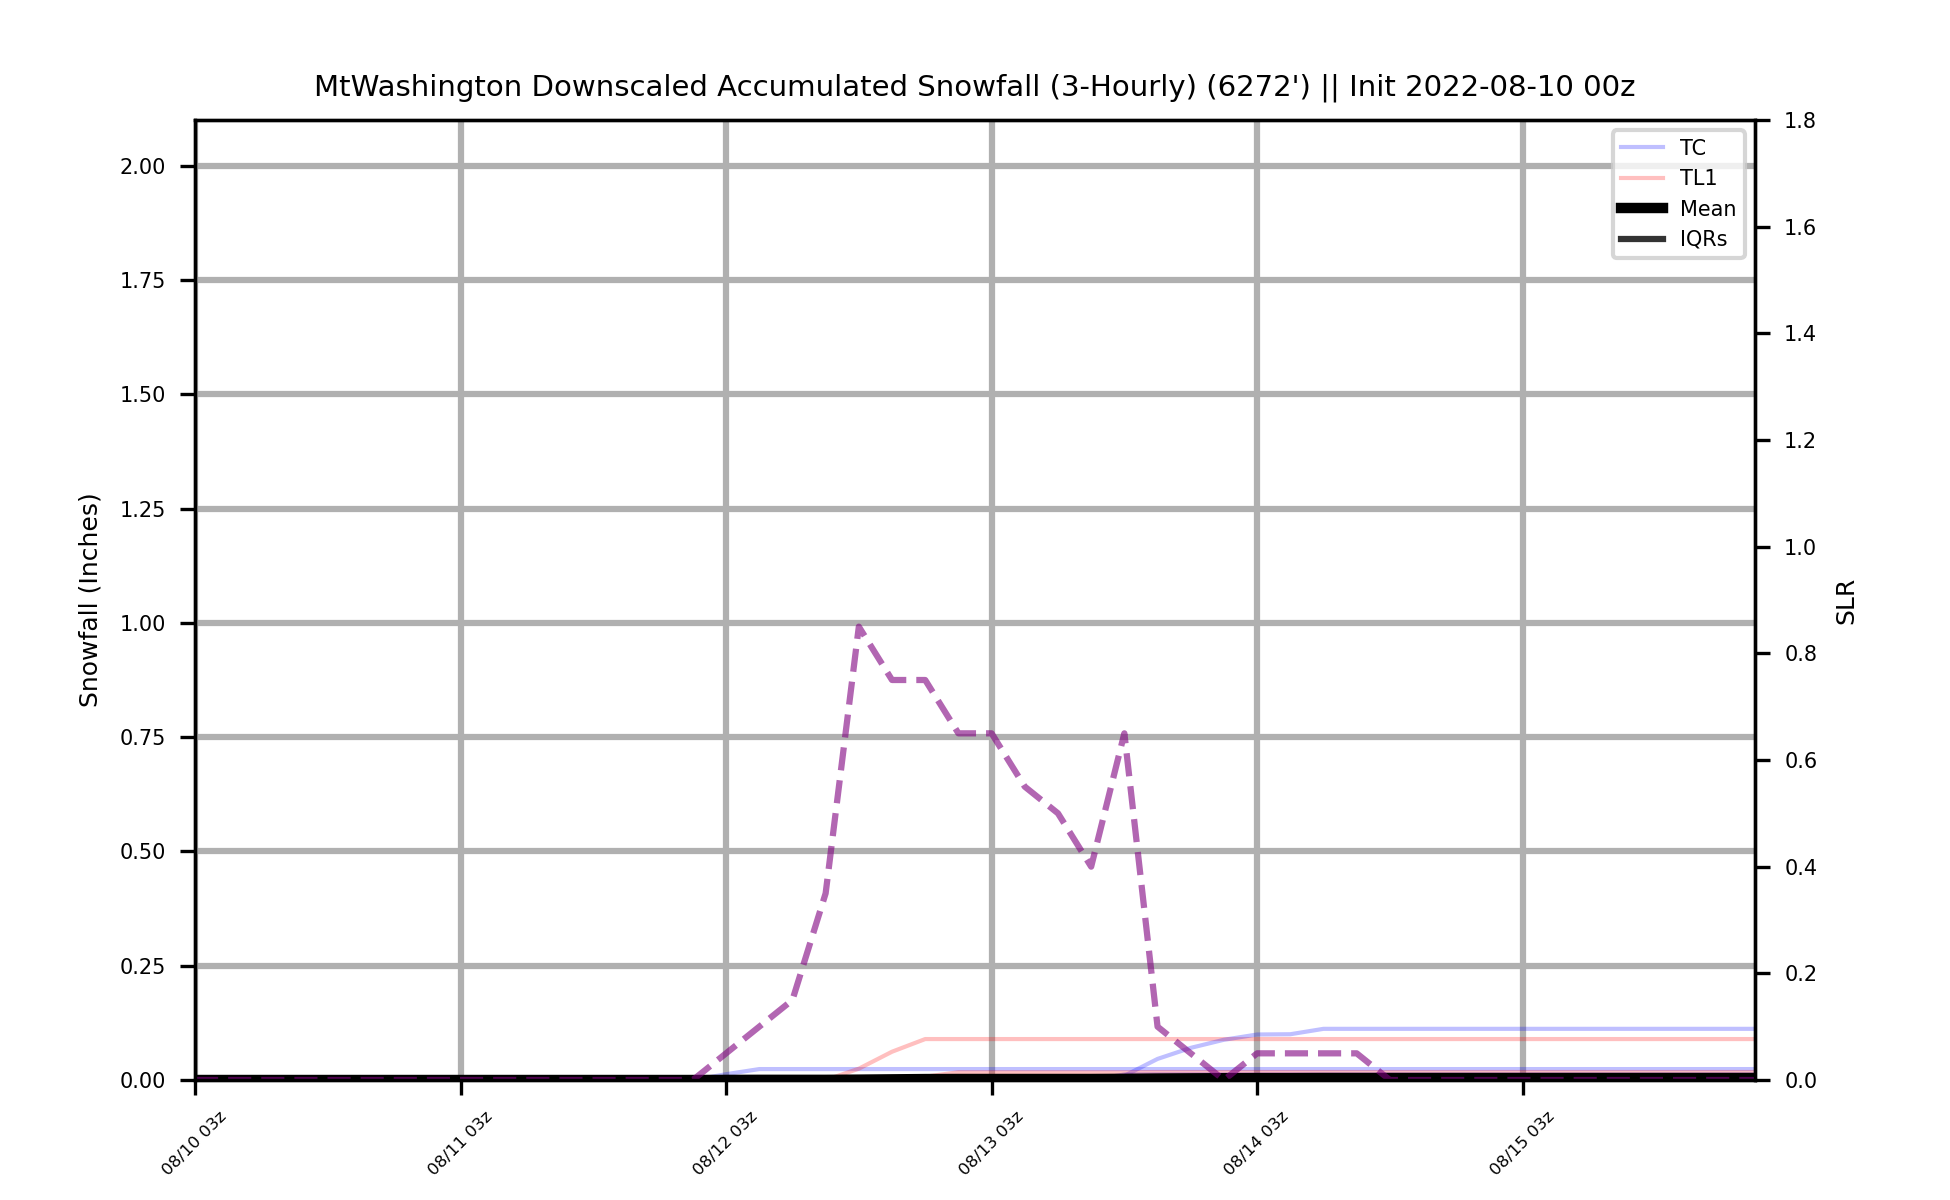 MtWashington Downscaled Accumulated Snowfall (3-Hourly) (6272') || Init 2022-08-10 00z
TC
TL1
Mean
IQRs
Snowfall (Inches)
2.00
1.75
1.50
1.25
1.00
0.75
0.50
0.25
0.00
1.8
1.6
1.4
1.2
1.0
0.8
0.6
0.4
0.2
0.0
SLR
08/10 03z
08/11 03z
08/12 03z
08/13 03z
08/14 03z
08/15 03z